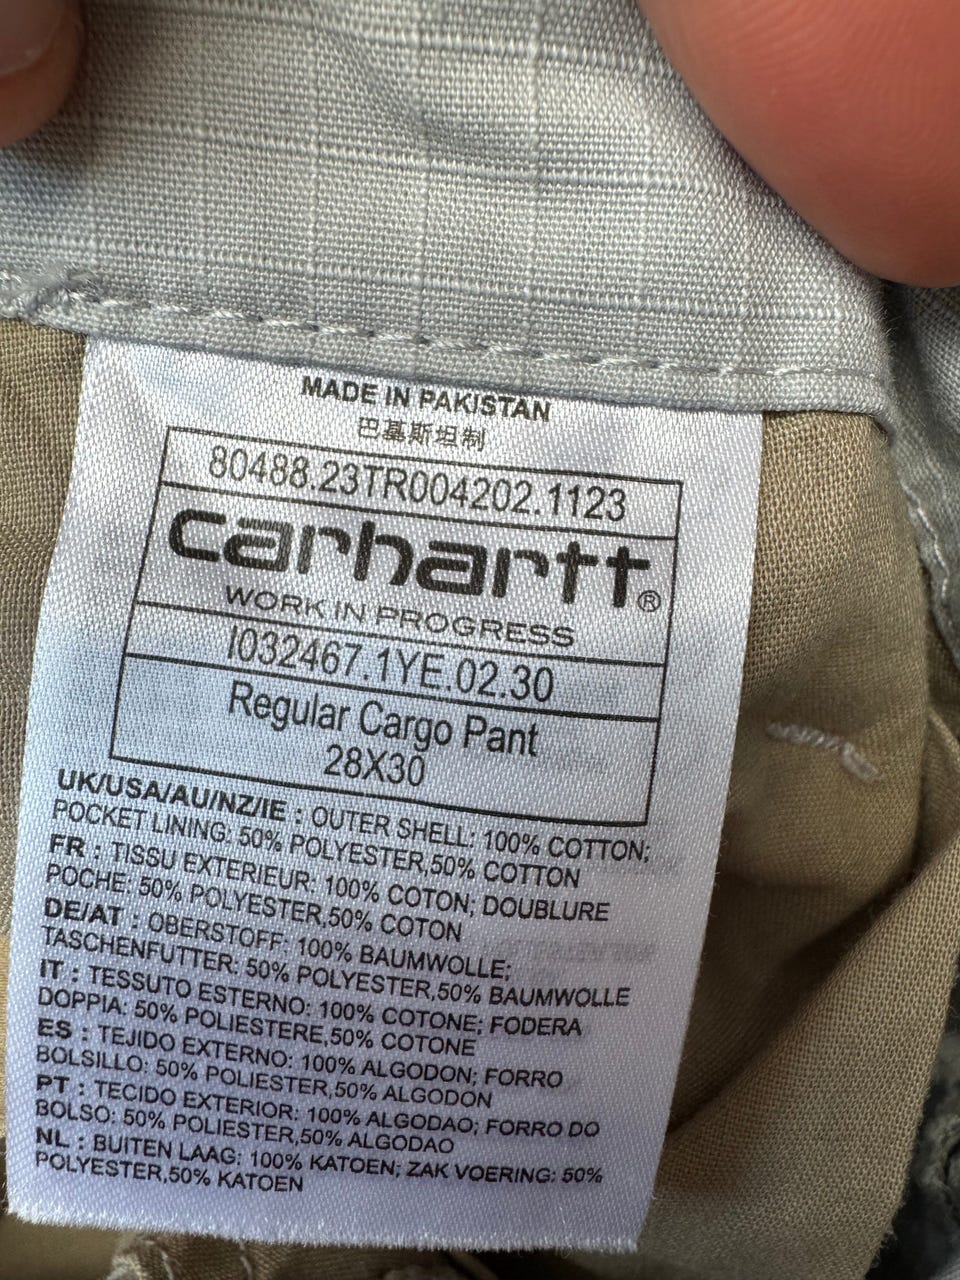 MADE IN PAKISTAN
巴基斯坦制
80488.23TR004202.1123
carhartt®
WORK IN PROGRESS
I032467.1YE.02.30
Regular Cargo Pant
28X30
UK/USA/AU/NZ/IE : OUTER SHELL: 100% COTTON;
POCKET LINING: 50% POLYESTER,50% COTTON
FR : TISSU EXTERIEUR: 100% COTON; DOUBLURE
POCHE: 50% POLYESTER,50% COTON
DE/AT : OBERSTOFF: 100% BAUMWOLLE;
TASCHENFUTTER: 50% POLYESTER,50% BAUMWOLLE
IT : TESSUTO ESTERNO: 100% COTONE; FODERA
DOPPIA: 50% POLIESTERE,50% COTONE
ES : TEJIDO EXTERNO: 100% ALGODON; FORRO
BOLSILLO: 50% POLIESTER,50% ALGODON
PT : TECIDO EXTERIOR: 100% ALGODAO; FORRO DO
BOLSO: 50% POLIESTER,50% ALGODAO
NL : BUITEN LAAG: 100% KATOEN; ZAK VOERING: 50%
POLYESTER,50% KATOEN